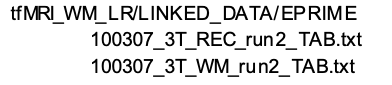 tfMRI_WM_LR/LINKED_DATA/EPRIME
100307_3T_REC_run2_TAB.txt
100307_3T_WM_run2_TAB.txt